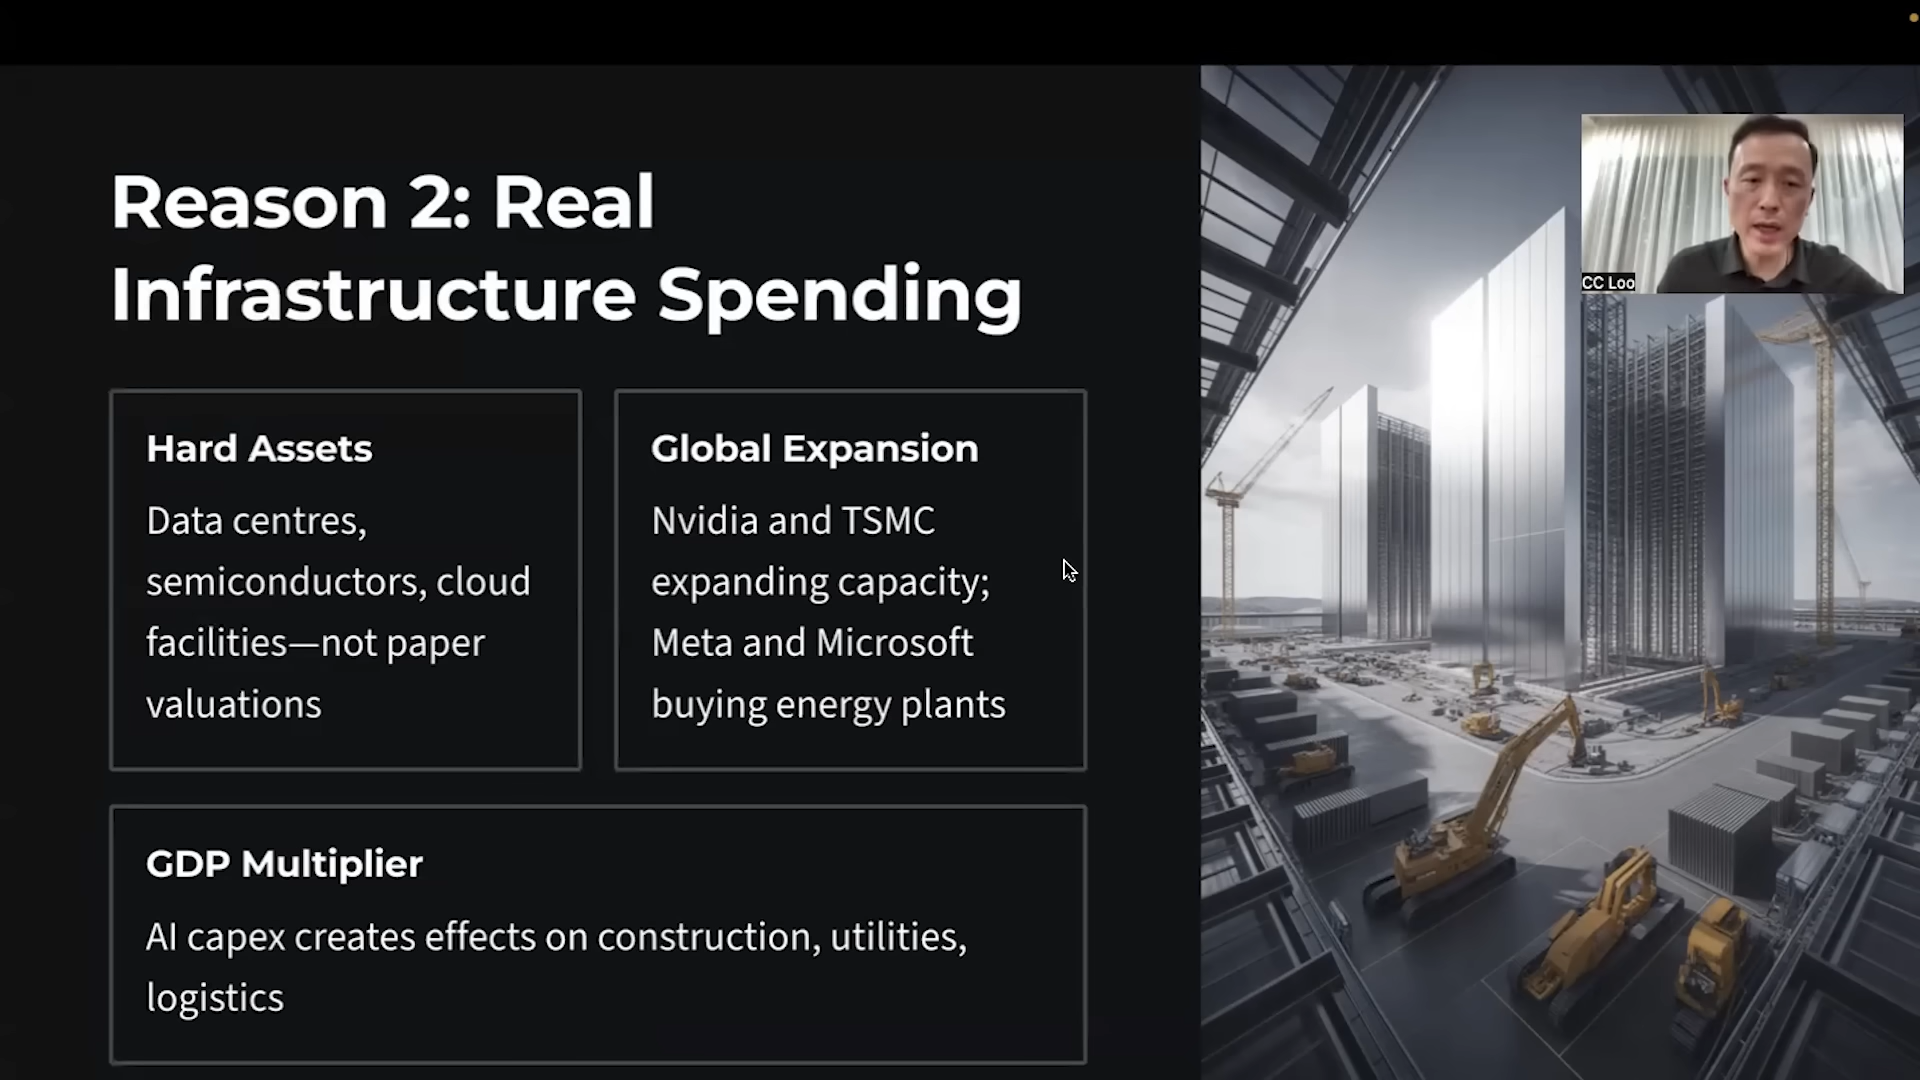 Reason 2: Real
Infrastructure Spending
Hard Assets
Data centres,
semiconductors, cloud
facilities—not paper
valuations
Global Expansion
Nvidia and TSMC
expanding capacity;
Meta and Microsoft
buying energy plants
GDP Multiplier
AI capex creates effects on construction, utilities,
logistics
CC Loo